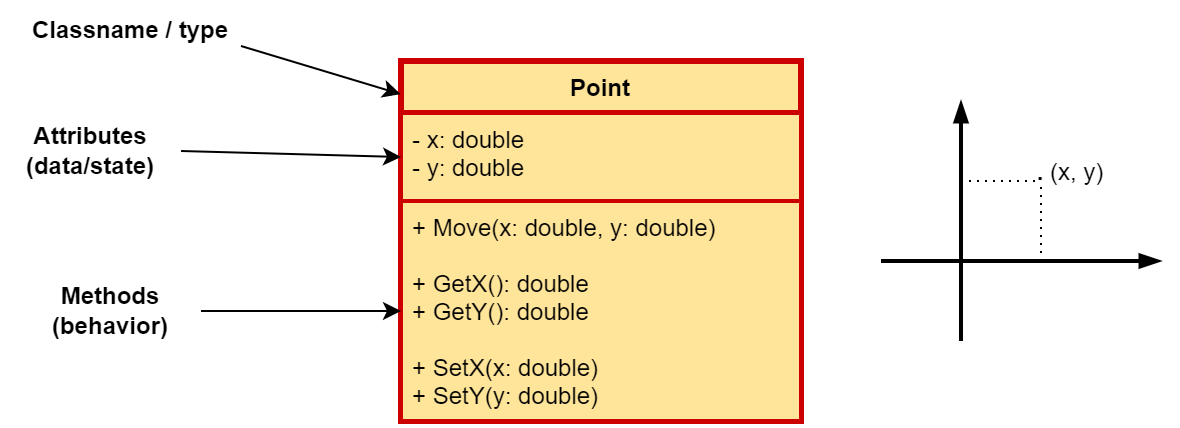 Classname / type
Point
Attributes
(data/state)
- x: double
- y: double
(x, y)
Methods
(behavior)
+ Move(x: double, y: double)
+ GetX(): double
+ GetY(): double
+ SetX(x: double)
+ SetY(y: double)